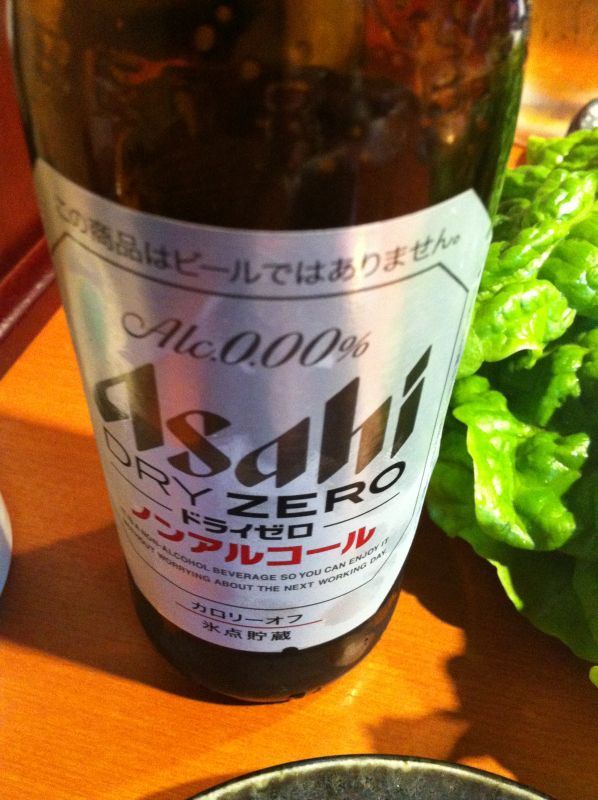 この商品はビールではありません。
Alc.0.00%
Asahi
DRY ZERO
ドライゼロ
ノンアルコール
NON-ALCOHOL BEVERAGE SO YOU CAN ENJOY IT
WITHOUT WORRYING ABOUT THE NEXT WORKING DAY.
カロリーオフ
氷点貯蔵